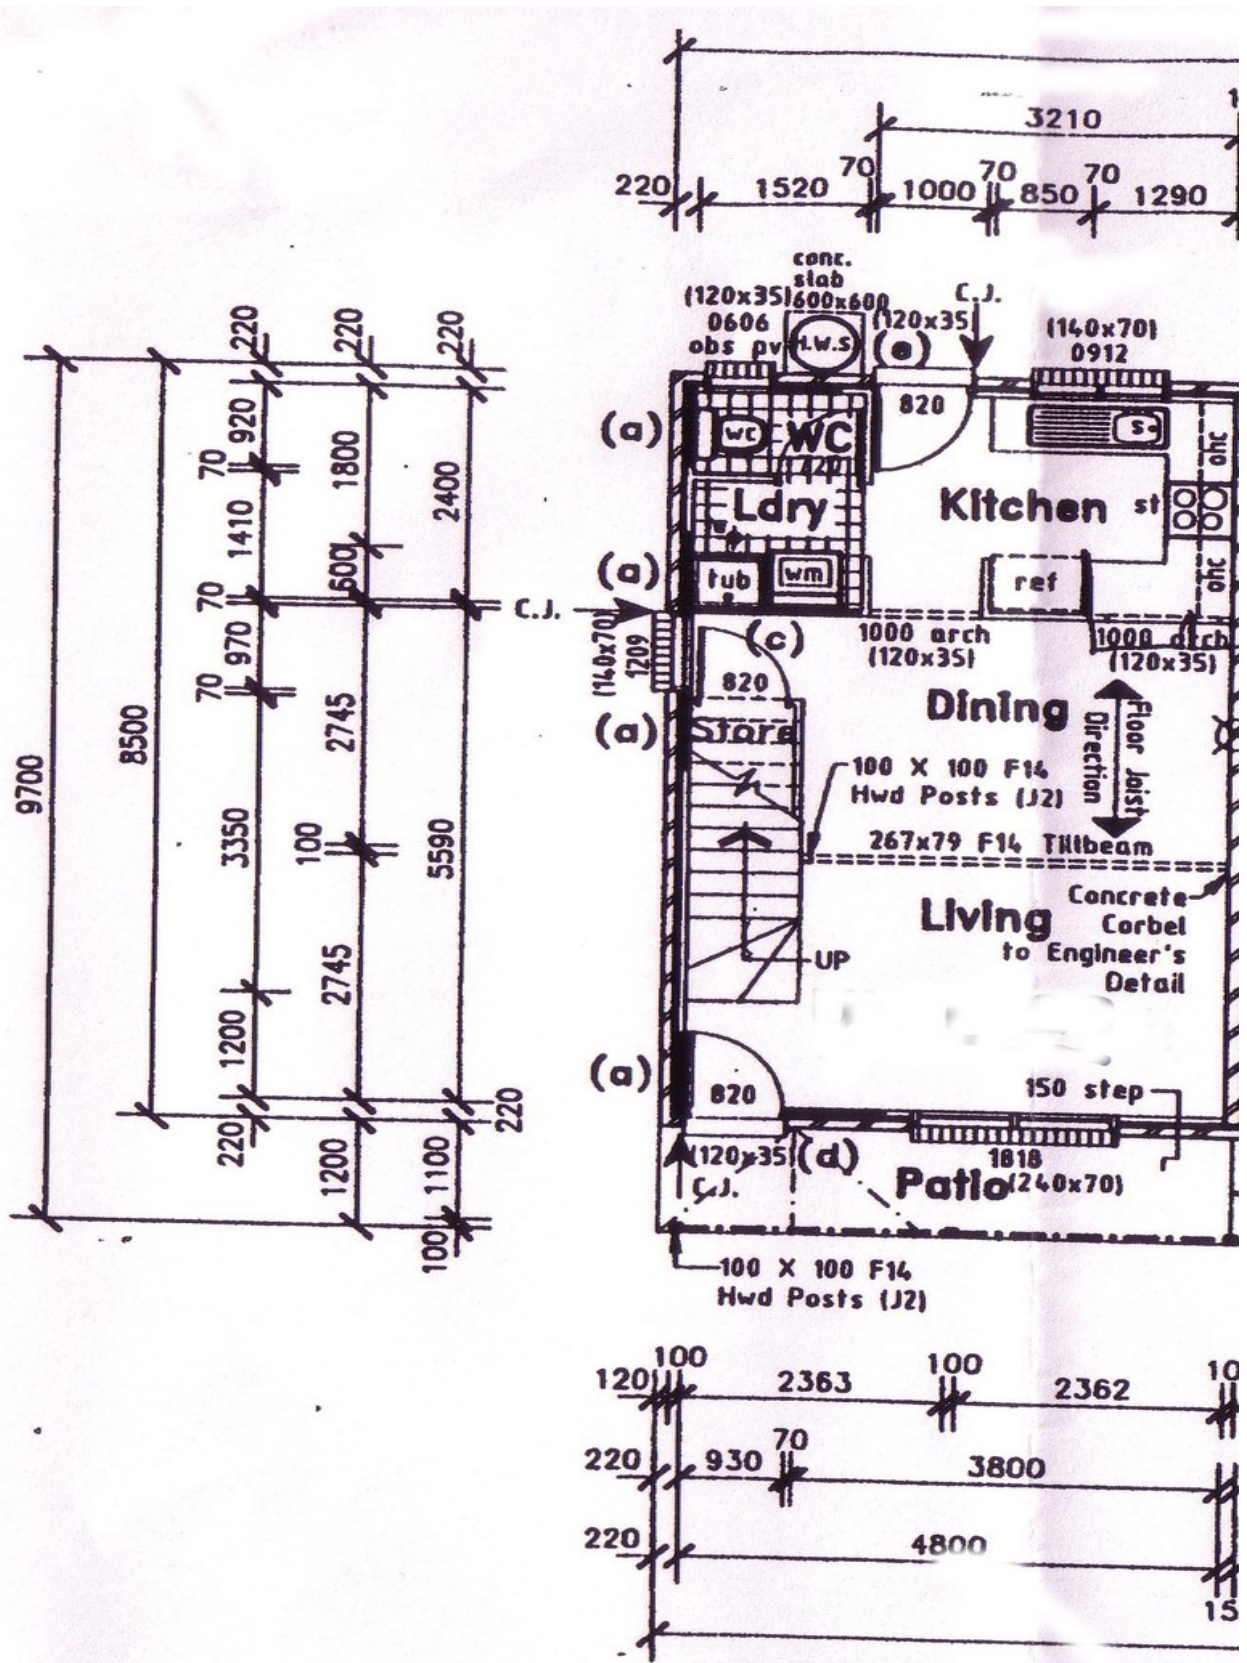 3210
220
1520
70
1000
70
850
70
1290
conc.
slab
(120x35)
600x600
C.J.
0606
H.W.S
(120x35
(140x70)
obs pv
(e)
0912
820
(a)
WC
WC
ohc
Ldry
Kitchen
st
(a)
tub
wm
ref
ohc
C.J.
(140x70)
1209
(c)
1000 arch
(120x35)
1000 arch
(120x35)
820
Dining
(a)
Store
Floor Joist
Direction
100 X 100 F14
Hwd Posts (J2)
267x79 F14 Tiltbeam
Living
Concrete
Corbel
to Engineer's
Detail
UP
(a)
820
150 step
(120x35)
(d)
1818
(240x70)
C.J.
Patio
100 X 100 F14
Hwd Posts (J2)
9700
8500
220
920
70
1410
70
970
70
3350
1200
220
220
1800
600
2745
100
2745
1200
220
2400
5590
220
1100
100
120
100
2363
100
2362
10
220
930
70
3800
220
4800
15